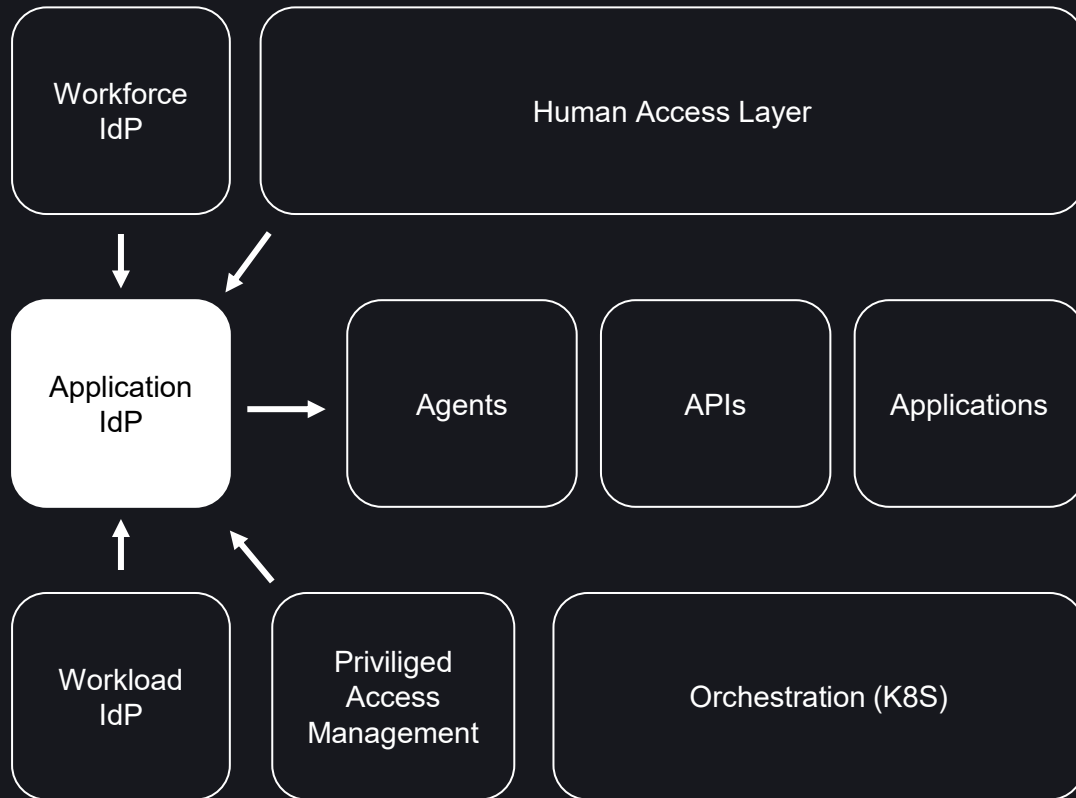 Workforce
IdP
Human Access Layer
Application
IdP
Agents
APIs
Applications
Workload
IdP
Priviliged
Access
Management
Orchestration (K8S)